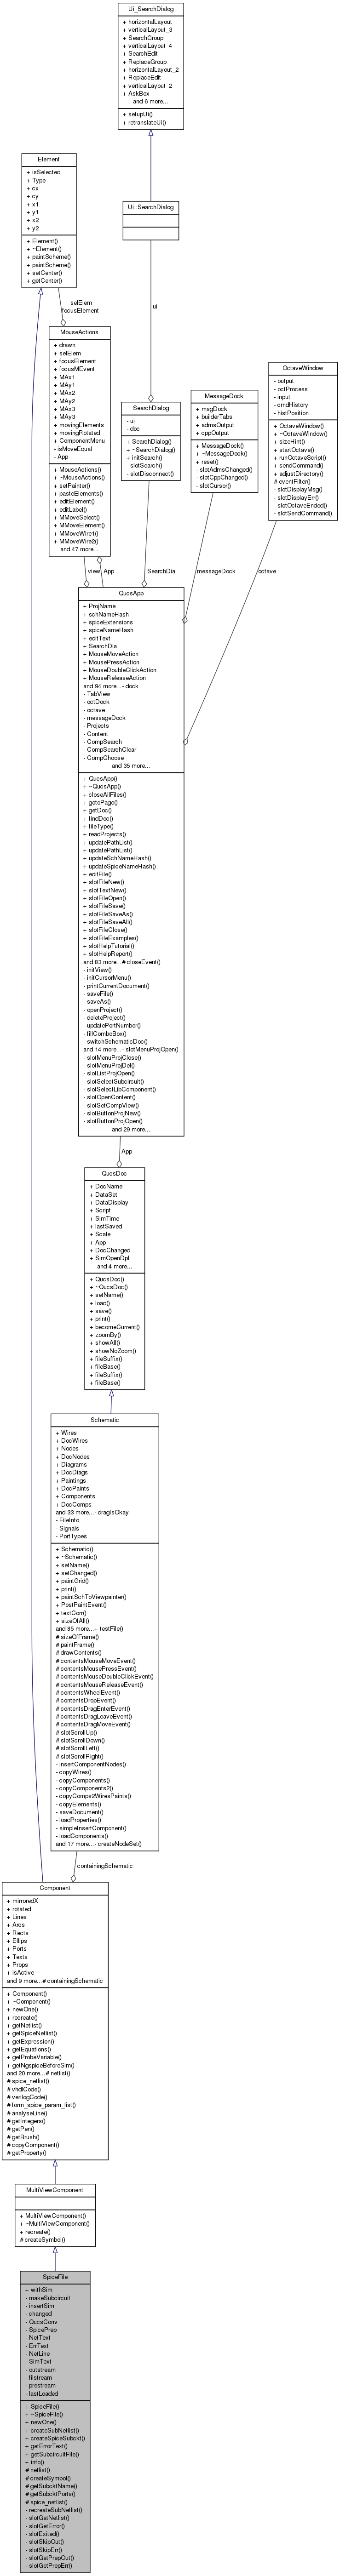 Ui_SearchDialog
+ horizontalLayout
+ verticalLayout_3
+ SearchGroup
+ verticalLayout_4
+ SearchEdit
+ ReplaceGroup
+ horizontalLayout_2
+ ReplaceEdit
+ verticalLayout_2
+ AskBox
and 6 more...
+ setupUi()
+ retranslateUi()
Element
+ isSelected
+ Type
+ cx
+ cy
+ x1
+ y1
+ x2
+ y2
+ Element()
+ ~Element()
+ paintScheme()
+ paintScheme()
+ setCenter()
+ getCenter()
Ui::SearchDialog
selElem
focusElement
ui
MouseActions
+ drawn
+ selElem
+ focusElement
+ focusMEvent
+ MAx1
+ MAy1
+ MAx2
+ MAy2
+ MAx3
+ MAy3
+ movingElements
+ movingRotated
+ ComponentMenu
- isMoveEqual
- App
+ MouseActions()
+ ~MouseActions()
+ setPainter()
+ pasteElements()
+ editElement()
+ editLabel()
+ MMoveSelect()
+ MMoveElement()
+ MMoveWire1()
+ MMoveWire2()
and 47 more...
SearchDialog
- ui
- doc
+ SearchDialog()
+ ~SearchDialog()
+ initSearch()
- slotSearch()
- slotDisconnect()
MessageDock
+ msgDock
+ builderTabs
+ admsOutput
+ cppOutput
+ MessageDock()
+ ~MessageDock()
+ reset()
- slotAdmsChanged()
- slotCppChanged()
- slotCursor()
OctaveWindow
- output
- octProcess
- input
- cmdHistory
- histPosition
+ OctaveWindow()
+ ~OctaveWindow()
+ sizeHint()
+ startOctave()
+ runOctaveScript()
+ sendCommand()
+ adjustDirectory()
# eventFilter()
- slotDisplayMsg()
- slotDisplayErr()
- slotOctaveEnded()
- slotSendCommand()
view
App
SearchDia
messageDock
octave
QucsApp
+ ProjName
+ schNameHash
+ spiceExtensions
+ spiceNameHash
+ editText
+ SearchDia
+ MouseMoveAction
+ MousePressAction
+ MouseDoubleClickAction
+ MouseReleaseAction
and 94 more...- dock
- TabView
- octDock
- octave
- messageDock
- Projects
- Content
- CompSearch
- CompSearchClear
- CompChoose
and 35 more...
+ QucsApp()
+ ~QucsApp()
+ closeAllFiles()
+ gotoPage()
+ getDoc()
+ findDoc()
+ fileType()
+ readProjects()
+ updatePathList()
+ updatePathList()
+ updateSchNameHash()
+ updateSpiceNameHash()
+ editFile()
+ slotFileNew()
+ slotTextNew()
+ slotFileOpen()
+ slotFileSave()
+ slotFileSaveAs()
+ slotFileSaveAll()
+ slotFileClose()
+ slotFileExamples()
+ slotHelpTutorial()
+ slotHelpReport()
and 83 more...# closeEvent()
- initView()
- initCursorMenu()
- printCurrentDocument()
- saveFile()
- saveAs()
- openProject()
- deleteProject()
- updatePortNumber()
- fillComboBox()
- switchSchematicDoc()
and 14 more...- slotMenuProjOpen()
- slotMenuProjClose()
- slotMenuProjDel()
- slotListProjOpen()
- slotSelectSubcircuit()
- slotSelectLibComponent()
- slotOpenContent()
- slotSetCompView()
- slotButtonProjNew()
- slotButtonProjOpen()
and 29 more...
App
QucsDoc
+ DocName
+ DataSet
+ DataDisplay
+ Script
+ SimTime
+ lastSaved
+ Scale
+ App
+ DocChanged
+ SimOpenDpl
and 4 more...
+ QucsDoc()
+ ~QucsDoc()
+ setName()
+ load()
+ save()
+ print()
+ becomeCurrent()
+ zoomBy()
+ showAll()
+ showNoZoom()
+ fileSuffix()
+ fileBase()
+ fileSuffix()
+ fileBase()
Schematic
+ Wires
+ DocWires
+ Nodes
+ DocNodes
+ Diagrams
+ DocDiags
+ Paintings
+ DocPaints
+ Components
+ DocComps
and 33 more...- dragIsOkay
- FileInfo
- Signals
- PortTypes
+ Schematic()
+ ~Schematic()
+ setName()
+ setChanged()
+ paintGrid()
+ print()
+ paintSchToViewpainter()
+ PostPaintEvent()
+ textCorr()
+ sizeOfAll()
and 85 more...+ testFile()
# sizeOfFrame()
# paintFrame()
# drawContents()
# contentsMouseMoveEvent()
# contentsMousePressEvent()
# contentsMouseDoubleClickEvent()
# contentsMouseReleaseEvent()
# contentsWheelEvent()
# contentsDropEvent()
# contentsDragEnterEvent()
# contentsDragLeaveEvent()
# contentsDragMoveEvent()
# slotScrollUp()
# slotScrollDown()
# slotScrollLeft()
# slotScrollRight()
- insertComponentNodes()
- copyWires()
- copyComponents()
- copyComponents2()
- copyComps2WiresPaints()
- copyElements()
- saveDocument()
- loadProperties()
- simpleInsertComponent()
- loadComponents()
and 17 more...- createNodeSet()
containingSchematic
Component
+ mirroredX
+ rotated
+ Lines
+ Arcs
+ Rects
+ Ellips
+ Ports
+ Texts
+ Props
+ isActive
and 9 more...# containingSchematic
+ Component()
+ ~Component()
+ newOne()
+ recreate()
+ getNetlist()
+ getSpiceNetlist()
+ getExpression()
+ getEquations()
+ getProbeVariable()
+ getNgspiceBeforeSim()
and 20 more...# netlist()
# spice_netlist()
# vhdlCode()
# verilogCode()
# form_spice_param_list()
# analyseLine()
# getIntegers()
# getPen()
# getBrush()
# copyComponent()
# getProperty()
MultiViewComponent
+ MultiViewComponent()
+ ~MultiViewComponent()
+ recreate()
# createSymbol()
SpiceFile
+ withSim
- makeSubcircuit
- insertSim
- changed
- QucsConv
- SpicePrep
- NetText
- ErrText
- NetLine
- SimText
- outstream
- filstream
- prestream
- lastLoaded
+ SpiceFile()
+ ~SpiceFile()
+ newOne()
+ createSubNetlist()
+ createSpiceSubckt()
+ getErrorText()
+ getSubcircuitFile()
+ info()
# netlist()
# createSymbol()
# getSubcktName()
# getSubcktPorts()
# spice_netlist()
- recreateSubNetlist()
- slotGetNetlist()
- slotGetError()
- slotExited()
- slotSkipOut()
- slotSkipErr()
- slotGetPrepOut()
- slotGetPrepErr()